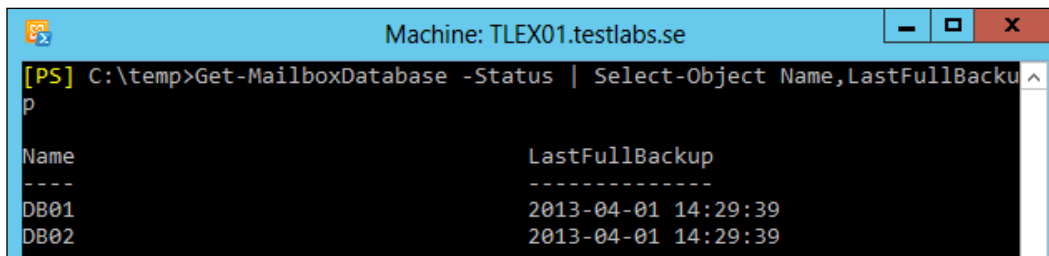 Machine: TLEX01.testlabs.se
[PS] C:\temp>Get-MailboxDatabase -Status | Select-Object Name,LastFullBacku
p
Name LastFullBackup
---- --------------
DB01 2013-04-01 14:29:39
DB02 2013-04-01 14:29:39